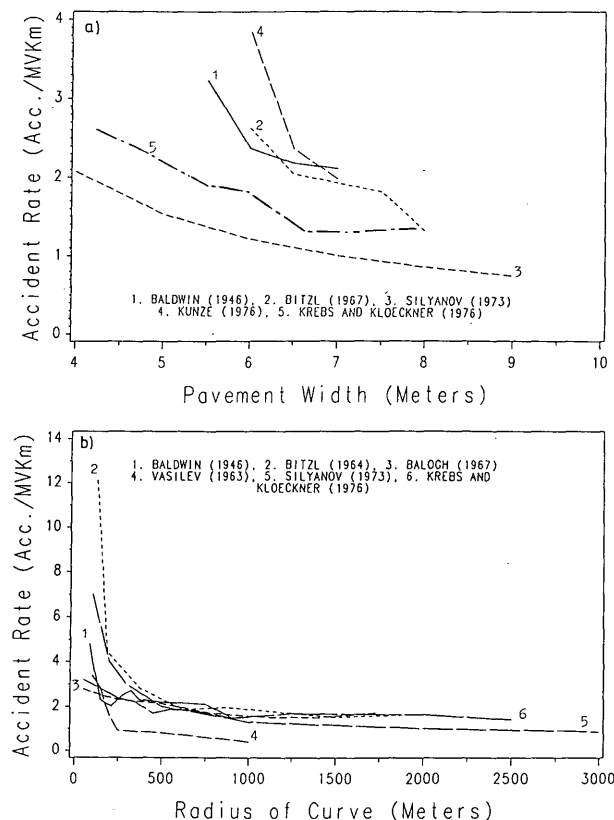 a)
4
3
2
1
0
Accident Rate (Acc./MVKm)
1
2
4
5
3
1. BALDWIN (1946), 2. BITZL (1967), 3. SILYANOV (1973)
4. KUNZE (1976), 5. KREBS AND KLOECKNER (1976)
4 5 6 7 8 9 10
Pavement Width (Meters)
b)
14
12
10
8
6
4
2
0
Accident Rate (Acc./MVKm)
1. BALDWIN (1946), 2. BITZL (1964), 3. BALOGH (1967)
4. VASILEV (1963), 5. SILYANOV (1973), 6. KREBS AND
KLOECKNER (1976)
2
1
3
4
6
5
0 500 1000 1500 2000 2500 3000
Radius of Curve (Meters)